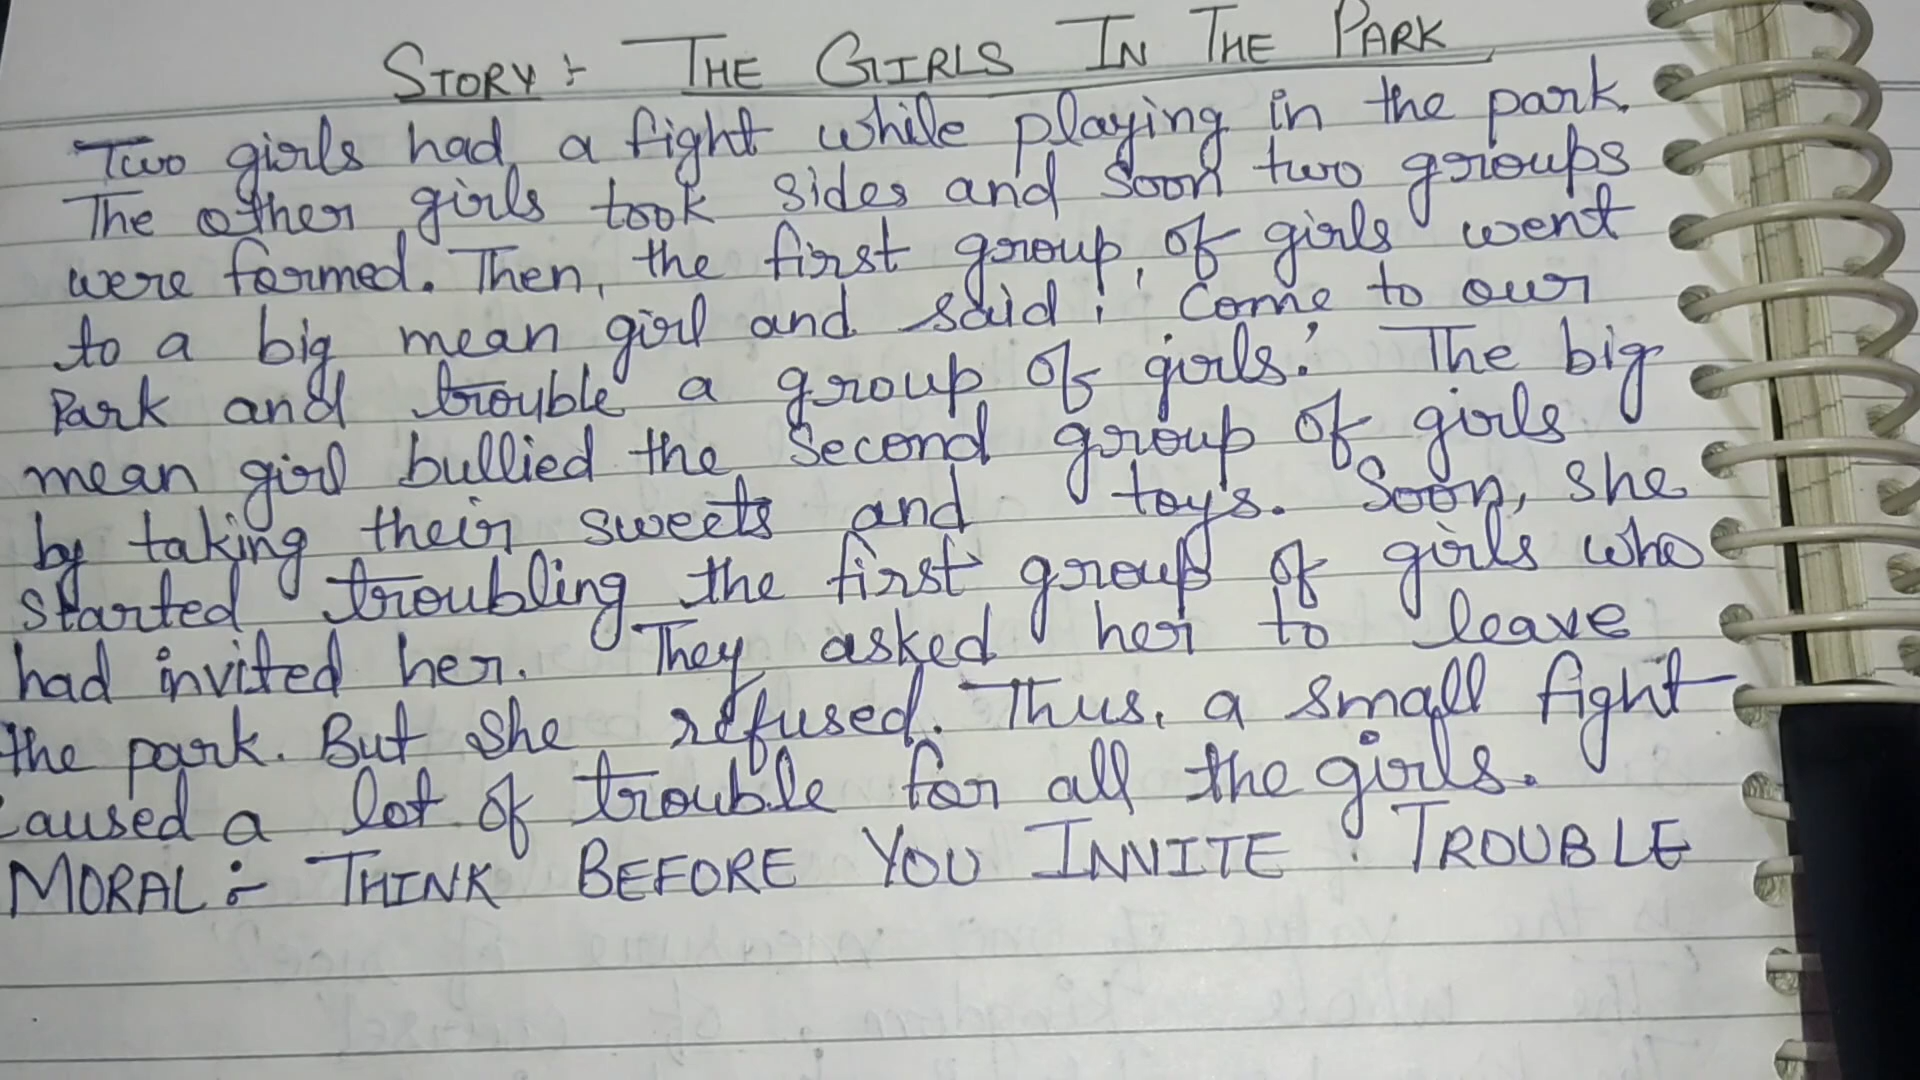 STORY :- THE GIRLS IN THE PARK
Two girls had a fight while playing in the park.
The other girls took sides and soon two groups
were formed. Then, the first group, of girls went
to a big mean girl and said: 'Come to our
Park and trouble a group of girls.' The big
mean girl bullied the second group of girls
by taking their sweets and toys. Soon, she
started troubling the first group of girls who
had invited her. They asked her to leave
the park. But she refused. Thus, a small fight
caused a lot of trouble for all the girls.
MORAL :- THINK BEFORE YOU INVITE TROUBLE